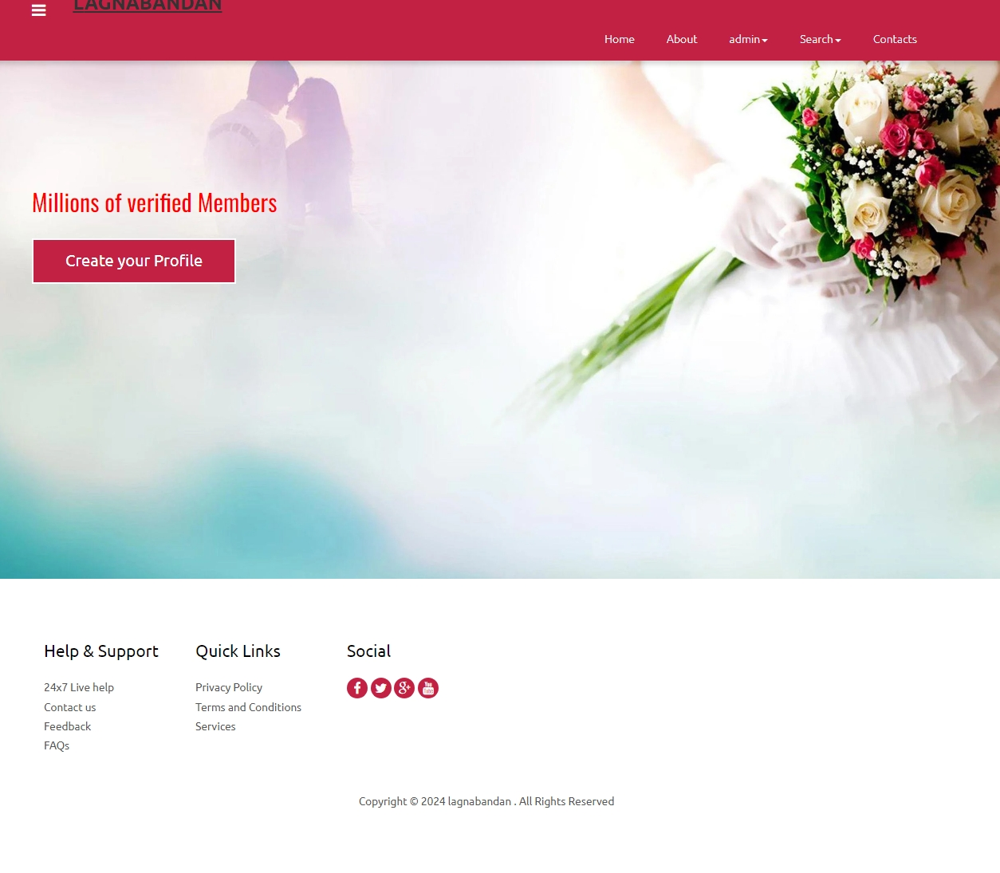 LAGNABANDAN
Home About admin Search Contacts
Millions of verified Members
Create your Profile
Help & Support
24x7 Live help
Contact us
Feedback
FAQs
Quick Links
Privacy Policy
Terms and Conditions
Services
Social
You
Copyright © 2024 lagnabandan . All Rights Reserved